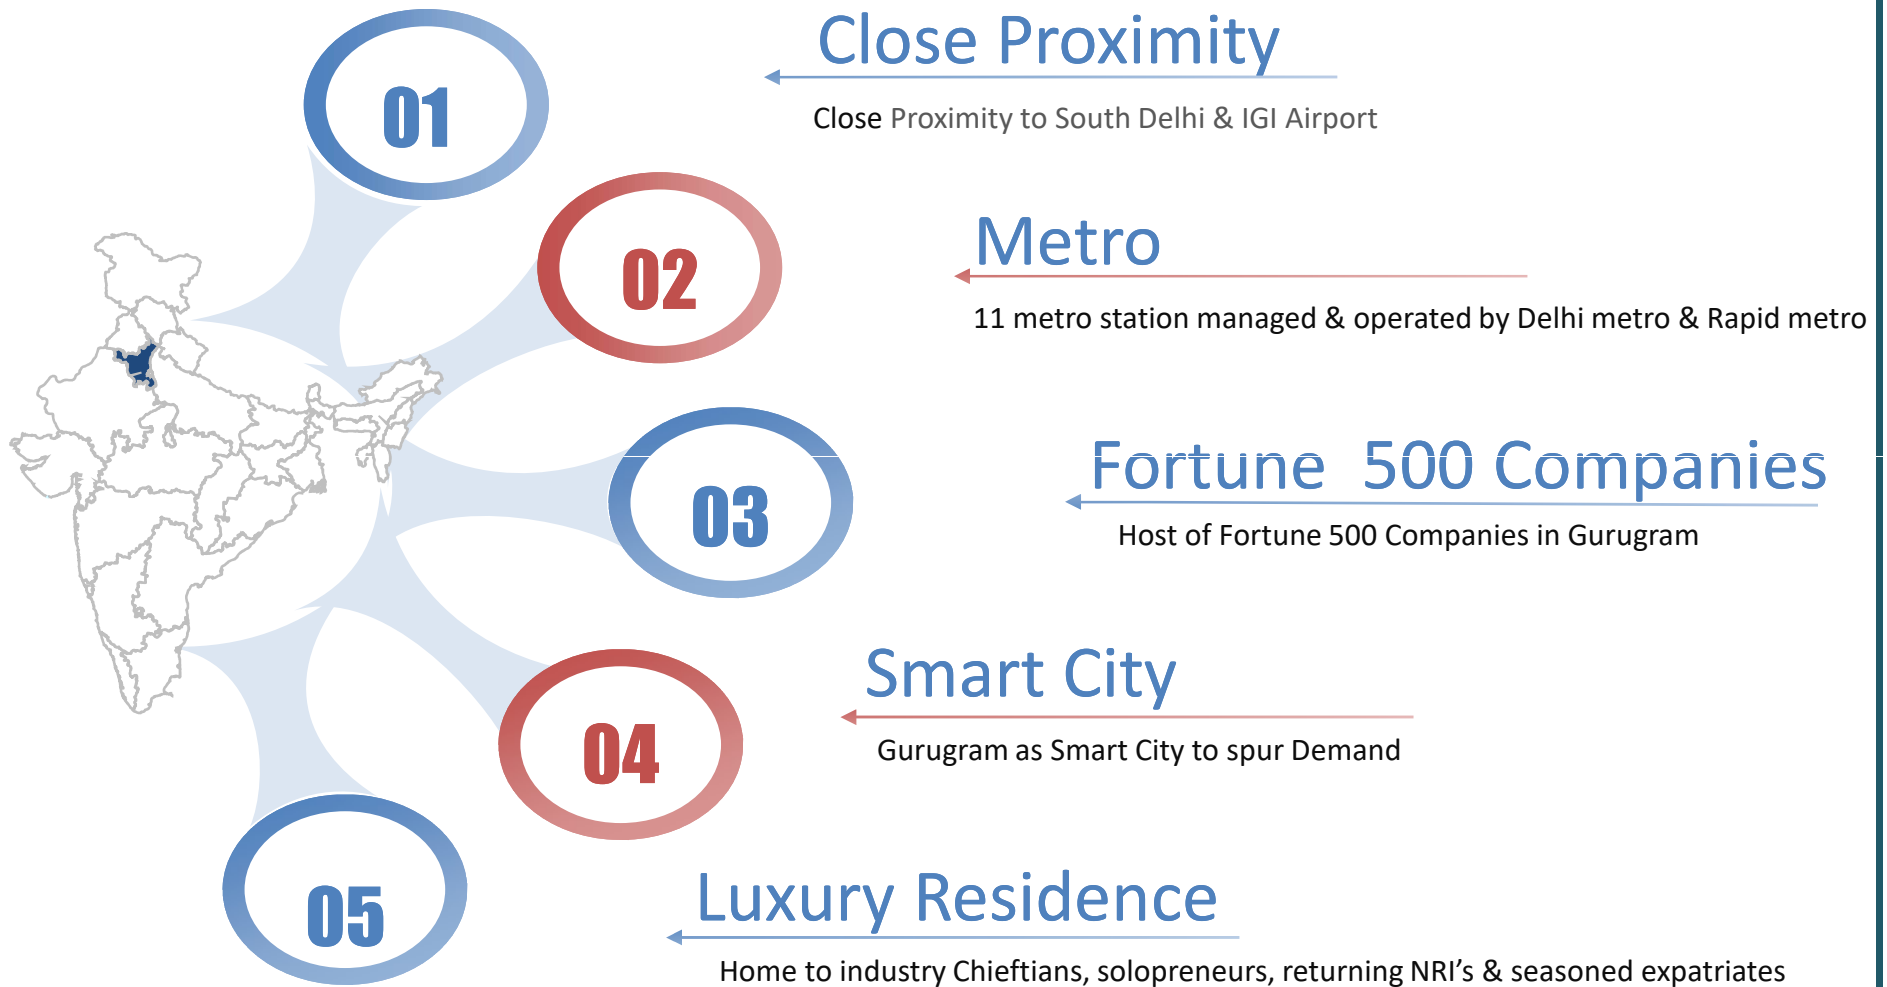 01
Close Proximity
Close Proximity to South Delhi & IGI Airport
02
Metro
11 metro station managed & operated by Delhi metro & Rapid metro
03
Fortune 500 Companies
Host of Fortune 500 Companies in Gurugram
04
Smart City
Gurugram as Smart City to spur Demand
05
Luxury Residence
Home to industry Chieftians, solopreneurs, returning NRI’s & seasoned expatriates